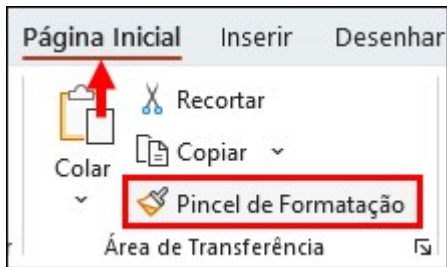 Página Inicial Inserir Desenhar
Recortar
Copiar
Colar
Pincel de Formatação
Área de Transferência